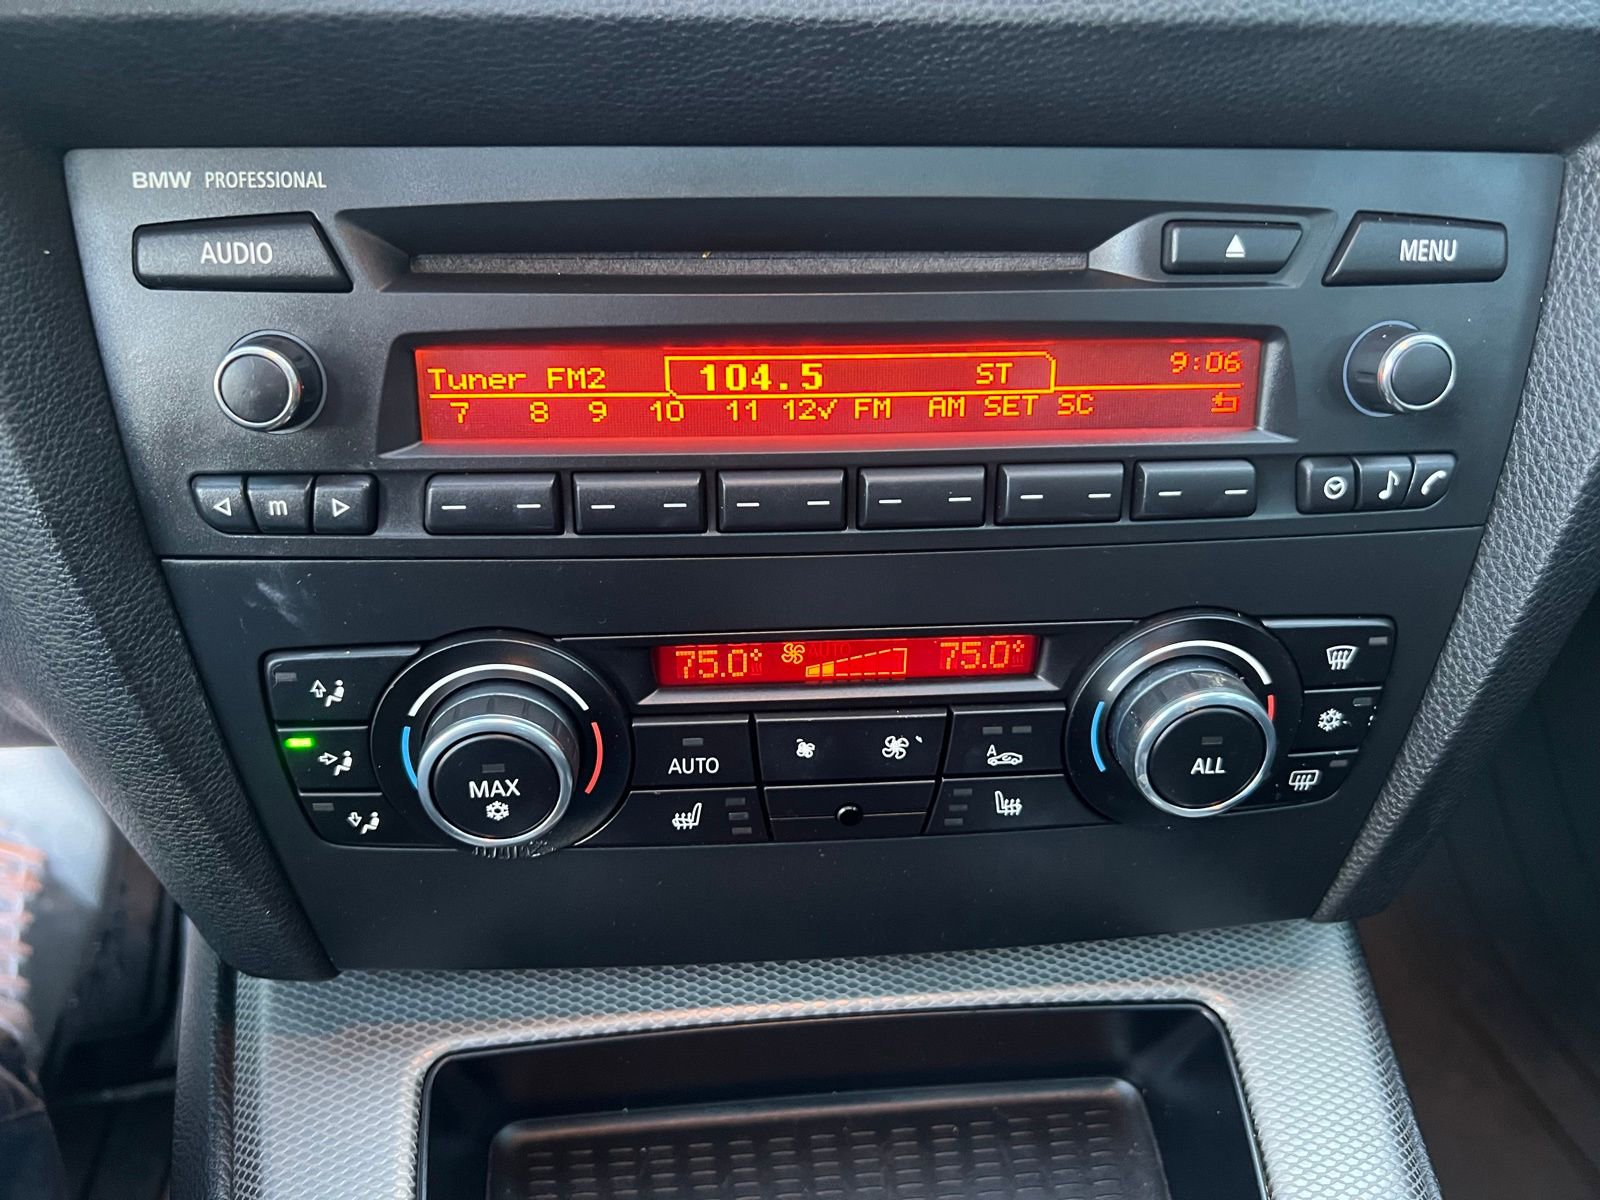 BMW PROFESSIONAL
AUDIO
MENU
Tuner FM2 104.5 ST 9:06
7 8 9 10 11 12✓ FM AM SET SC
m
75.0° AUTO 75.0°
AUTO
A
MAX
ALL